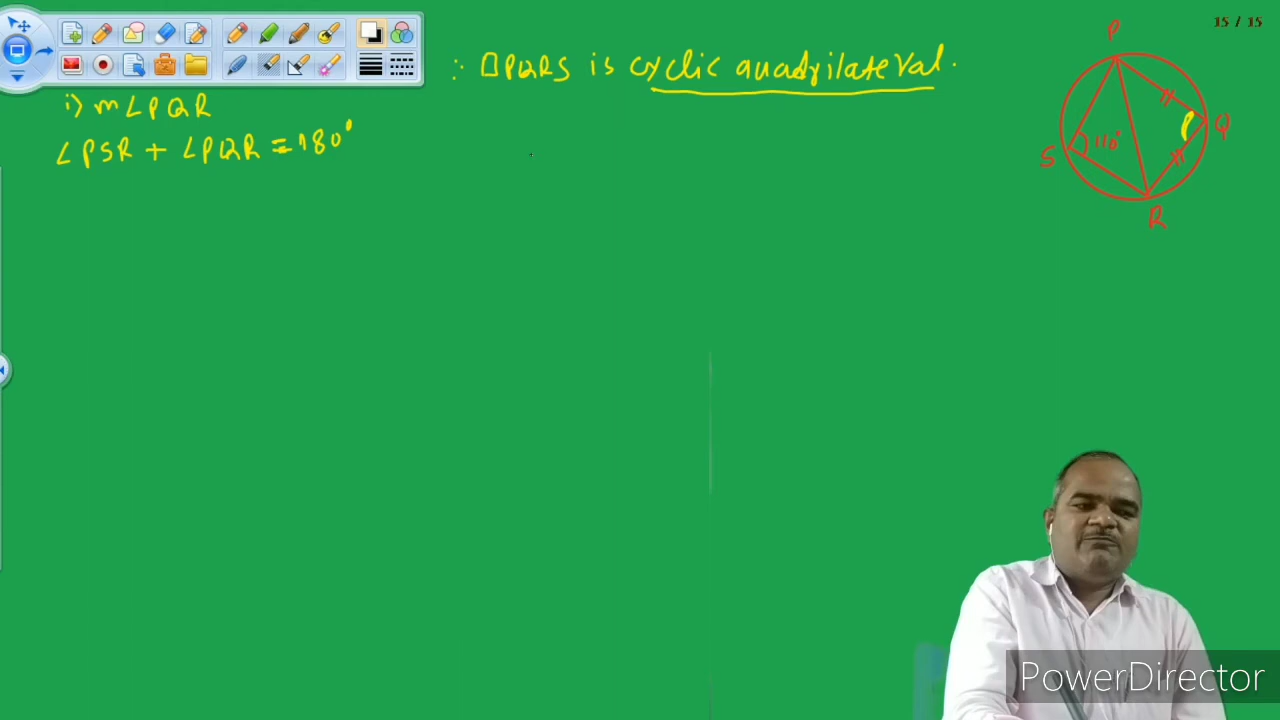 15 / 15
∴ □PQRS is cyclic quadrilateral.
i) m∠PQR
∠PSR + ∠PQR = 180°
P
Q
110°
S
R
PowerDirector